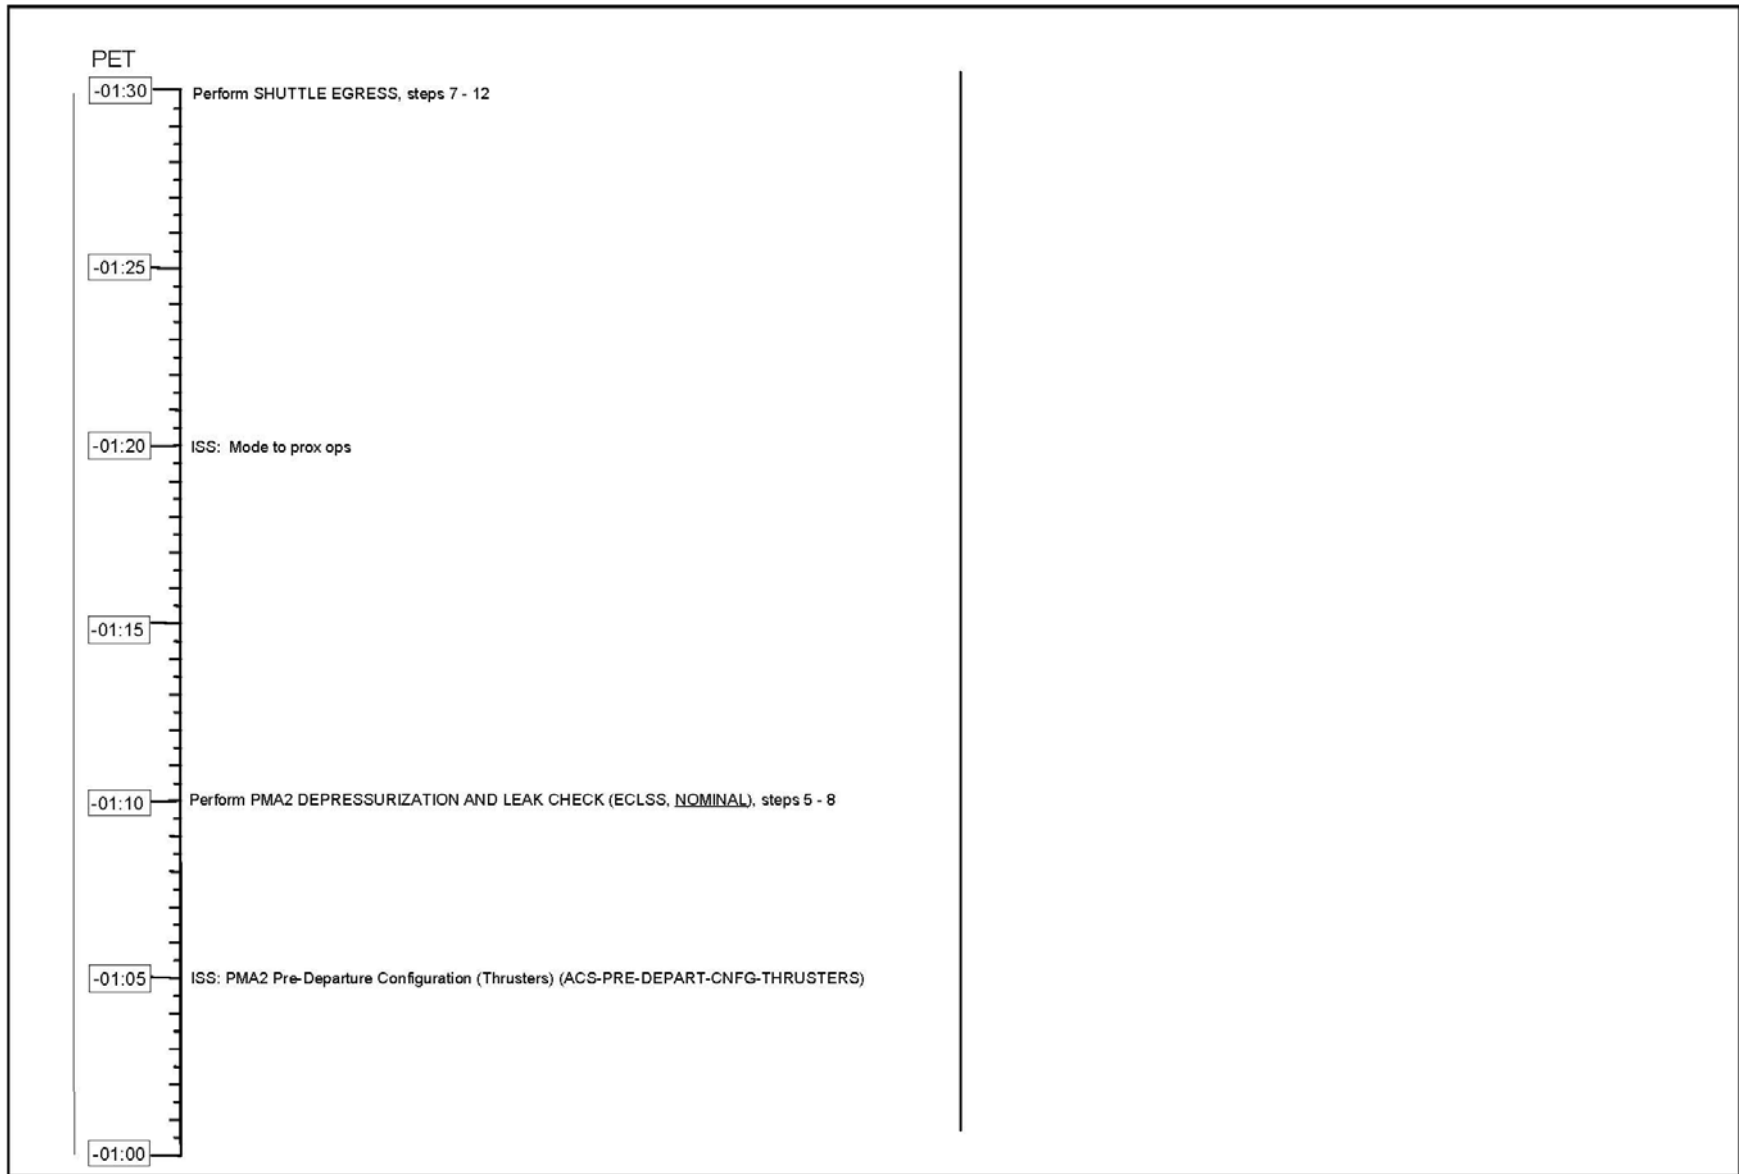 PET
-01:30
Perform SHUTTLE EGRESS, steps 7 - 12
-01:25
-01:20
ISS:  Mode to prox ops
-01:15
-01:10
Perform PMA2 DEPRESSURIZATION AND LEAK CHECK (ECLSS, NOMINAL), steps 5 - 8
-01:05
ISS: PMA2 Pre-Departure Configuration (Thrusters) (ACS-PRE-DEPART-CNFG-THRUSTERS)
-01:00